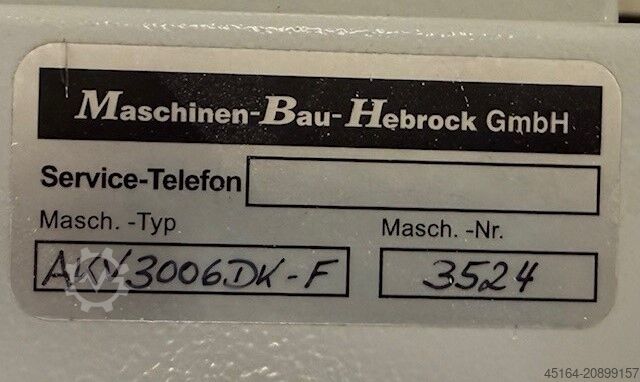 Maschinen-Bau-Hebrock GmbH
Service-Telefon
Masch. -Typ
Masch. -Nr.
AKV3006DK-F
3524
45164-20899157